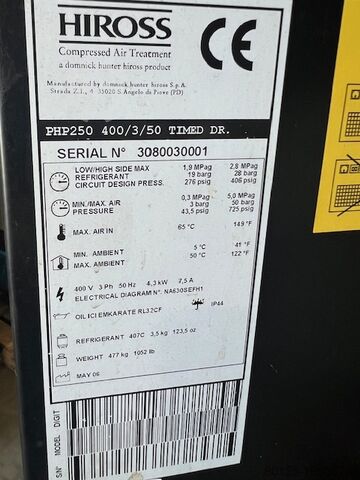 HIROSS
Compressed Air Treatment
a domnick hunter hiross product
CE
Manufactured by domnick hunter hiross S.p.A.
Strada Z.I., 4 - 35020 S.Angelo di Piove (PD)
PHP250 400/3/50 TIMED DR.
SERIAL N° 3080030001
LOW/HIGH SIDE MAX 1,9 MPag 2,8 MPag
REFRIGERANT 19 barg 28 barg
CIRCUIT DESIGN PRESS. 276 psig 406 psig
MIN./MAX. AIR 0,3 MPag 5,0 MPag
PRESSURE 3 barg 50 barg
43,5 psig 725 psig
MAX. AIR IN 65 °C 149 °F
MIN. AMBIENT 5 °C 41 °F
MAX. AMBIENT 50 °C 122 °F
400 V 3 Ph 50 Hz 4,3 kW 7,5 A
ELECTRICAL DIAGRAM N°: NA630SEFH1
OIL ICI EMKARATE RL32CF IP44
REFRIGERANT 407C 3,5 kg 123,5 oz
WEIGHT 477 kg 1052 lb
MAY 06
S/N° MODEL DIGIT